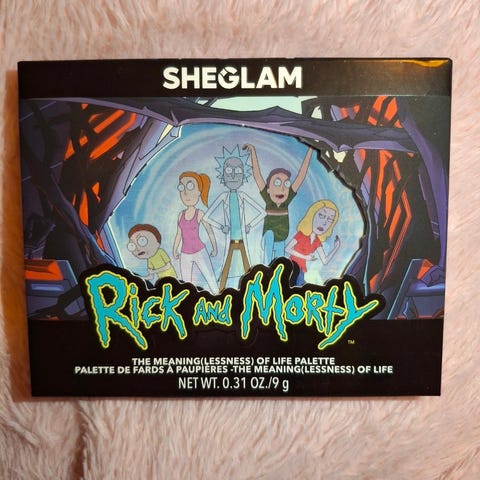 SHEGLAM
Rick and Morty ™
THE MEANING(LESSNESS) OF LIFE PALETTE
PALETTE DE FARDS À PAUPIÈRES -THE MEANING(LESSNESS) OF LIFE
NET WT. 0.31 OZ./9 g